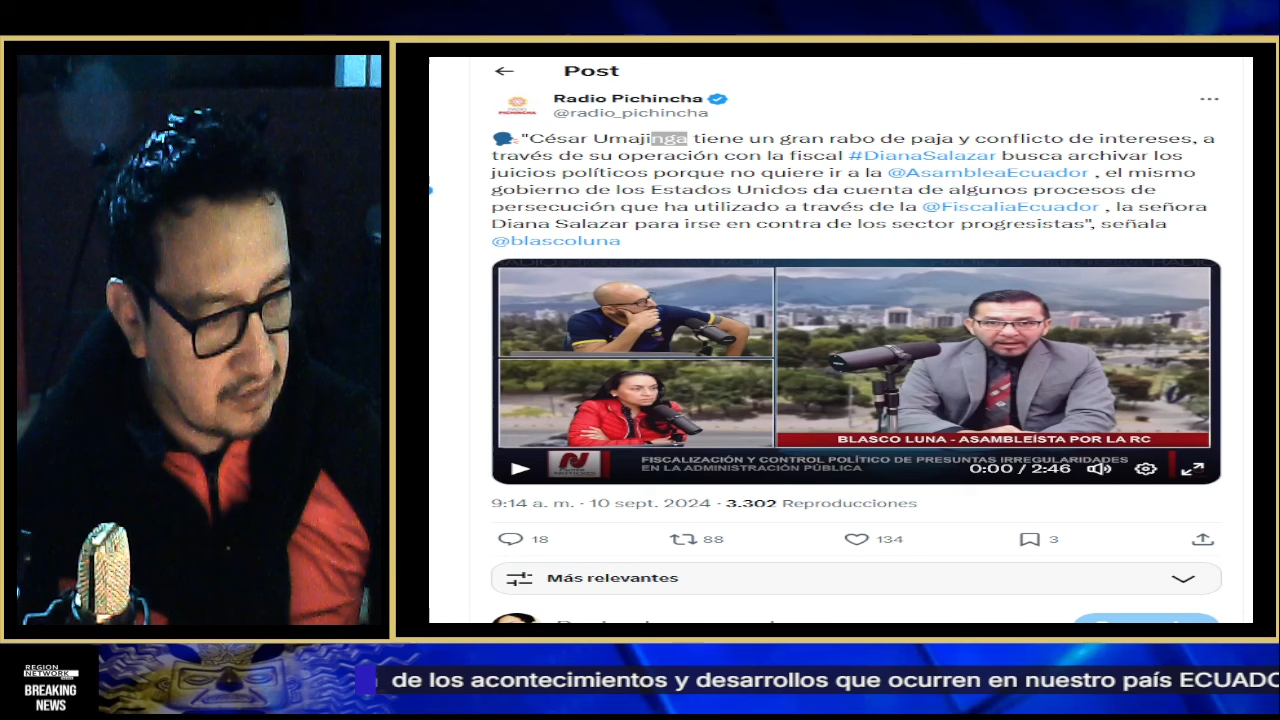 Post
Radio Pichincha
@radio_pichincha
"César Umajinga tiene un gran rabo de paja y conflicto de intereses, a
través de su operación con la fiscal #DianaSalazar busca archivar los
juicios políticos porque no quiere ir a la @AsambleaEcuador , el mismo
gobierno de los Estados Unidos da cuenta de algunos procesos de
persecución que ha utilizado a través de la @FiscaliaEcuador , la señora
Diana Salazar para irse en contra de los sector progresistas", señala
@blascoluna
BLASCO LUNA - ASAMBLEÍSTA POR LA RC
FISCALIZACIÓN Y CONTROL POLÍTICO DE PRESUNTAS IRREGULARIDADES
EN LA ADMINISTRACIÓN PÚBLICA
0:00 / 2:46
9:14 a. m. · 10 sept. 2024 · 3.302 Reproducciones
18 88 134 3
Más relevantes
REGION
NETWORK
BREAKING
NEWS
de los acontecimientos y desarrollos que ocurren en nuestro país ECUADO